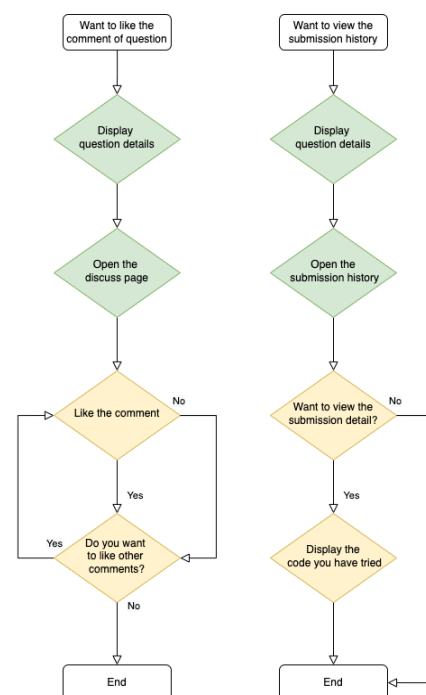 Want to like the
comment of question
Display
question details
Open the
discuss page
Like the comment
No
Yes
Do you want
to like other
comments?
Yes
No
End
Want to view the
submission history
Display
question details
Open the
submission history
Want to view the
submission detail?
No
Yes
Display the
code you have tried
End